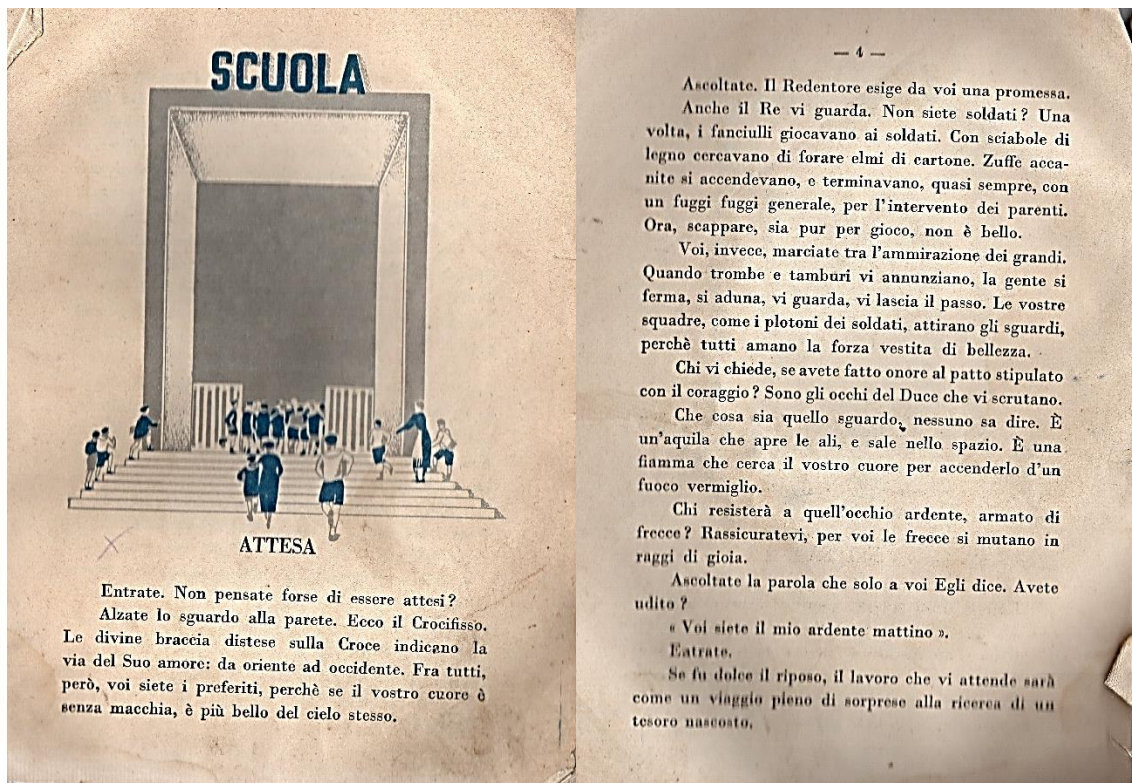 SCUOLA
ATTESA
Entrate. Non pensate forse di essere attesi?
Alzate lo sguardo alla parete. Ecco il Crocifisso.
Le divine braccia distese sulla Croce indicano la
via del Suo amore: da oriente ad occidente. Fra tutti,
però, voi siete i preferiti, perchè se il vostro cuore è
senza macchia, è più bello del cielo stesso.
— 4 —
Ascoltate. Il Redentore esige da voi una promessa.
Anche il Re vi guarda. Non siete soldati? Una
volta, i fanciulli giocavano ai soldati. Con sciabole di
legno cercavano di forare elmi di cartone. Zuffe acca-
nite si accendevano, e terminavano, quasi sempre, con
un fuggi fuggi generale, per l'intervento dei parenti.
Ora, scappare, sia pur per gioco, non è bello.
Voi, invece, marciate tra l'ammirazione dei grandi.
Quando trombe e tamburi vi annunziano, la gente si
ferma, si aduna, vi guarda, vi lascia il passo. Le vostre
squadre, come i plotoni dei soldati, attirano gli sguardi,
perchè tutti amano la forza vestita di bellezza.
Chi vi chiede, se avete fatto onore al patto stipulato
con il coraggio? Sono gli occhi del Duce che vi scrutano.
Che cosa sia quello sguardo, nessuno sa dire. È
un'aquila che apre le ali, e sale nello spazio. È una
fiamma che cerca il vostro cuore per accenderlo d'un
fuoco vermiglio.
Chi resisterà a quell'occhio ardente, armato di
frecce? Rassicuratevi, per voi le frecce si mutano in
raggi di gioia.
Ascoltate la parola che solo a voi Egli dice. Avete
udito?
« Voi siete il mio ardente mattino ».
Entrate.
Se fu dolce il riposo, il lavoro che vi attende sarà
come un viaggio pieno di sorprese alla ricerca di un
tesoro nascosto.